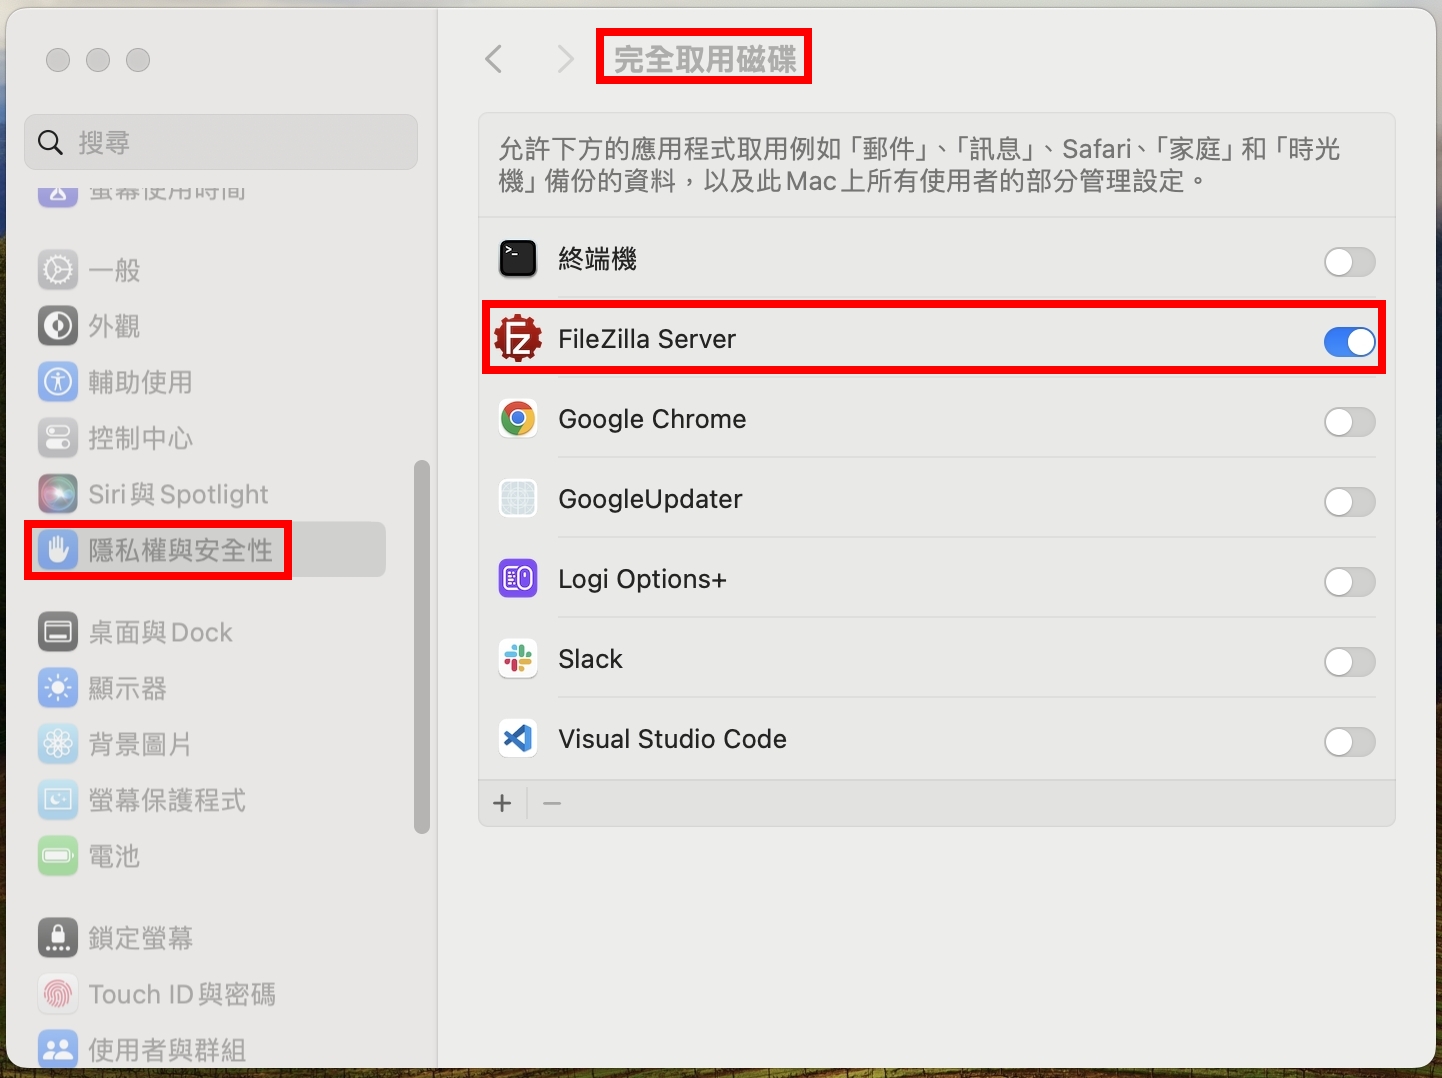 搜尋
螢幕使用時間
一般
外觀
輔助使用
控制中心
Siri與Spotlight
隱私權與安全性
桌面與Dock
顯示器
背景圖片
螢幕保護程式
電池
鎖定螢幕
Touch ID與密碼
使用者與群組
完全取用磁碟
允許下方的應用程式取用例如「郵件」、「訊息」、Safari、「家庭」和「時光
機」備份的資料，以及此Mac上所有使用者的部分管理設定。
終端機
FileZilla Server
Google Chrome
GoogleUpdater
Logi Options+
Slack
Visual Studio Code